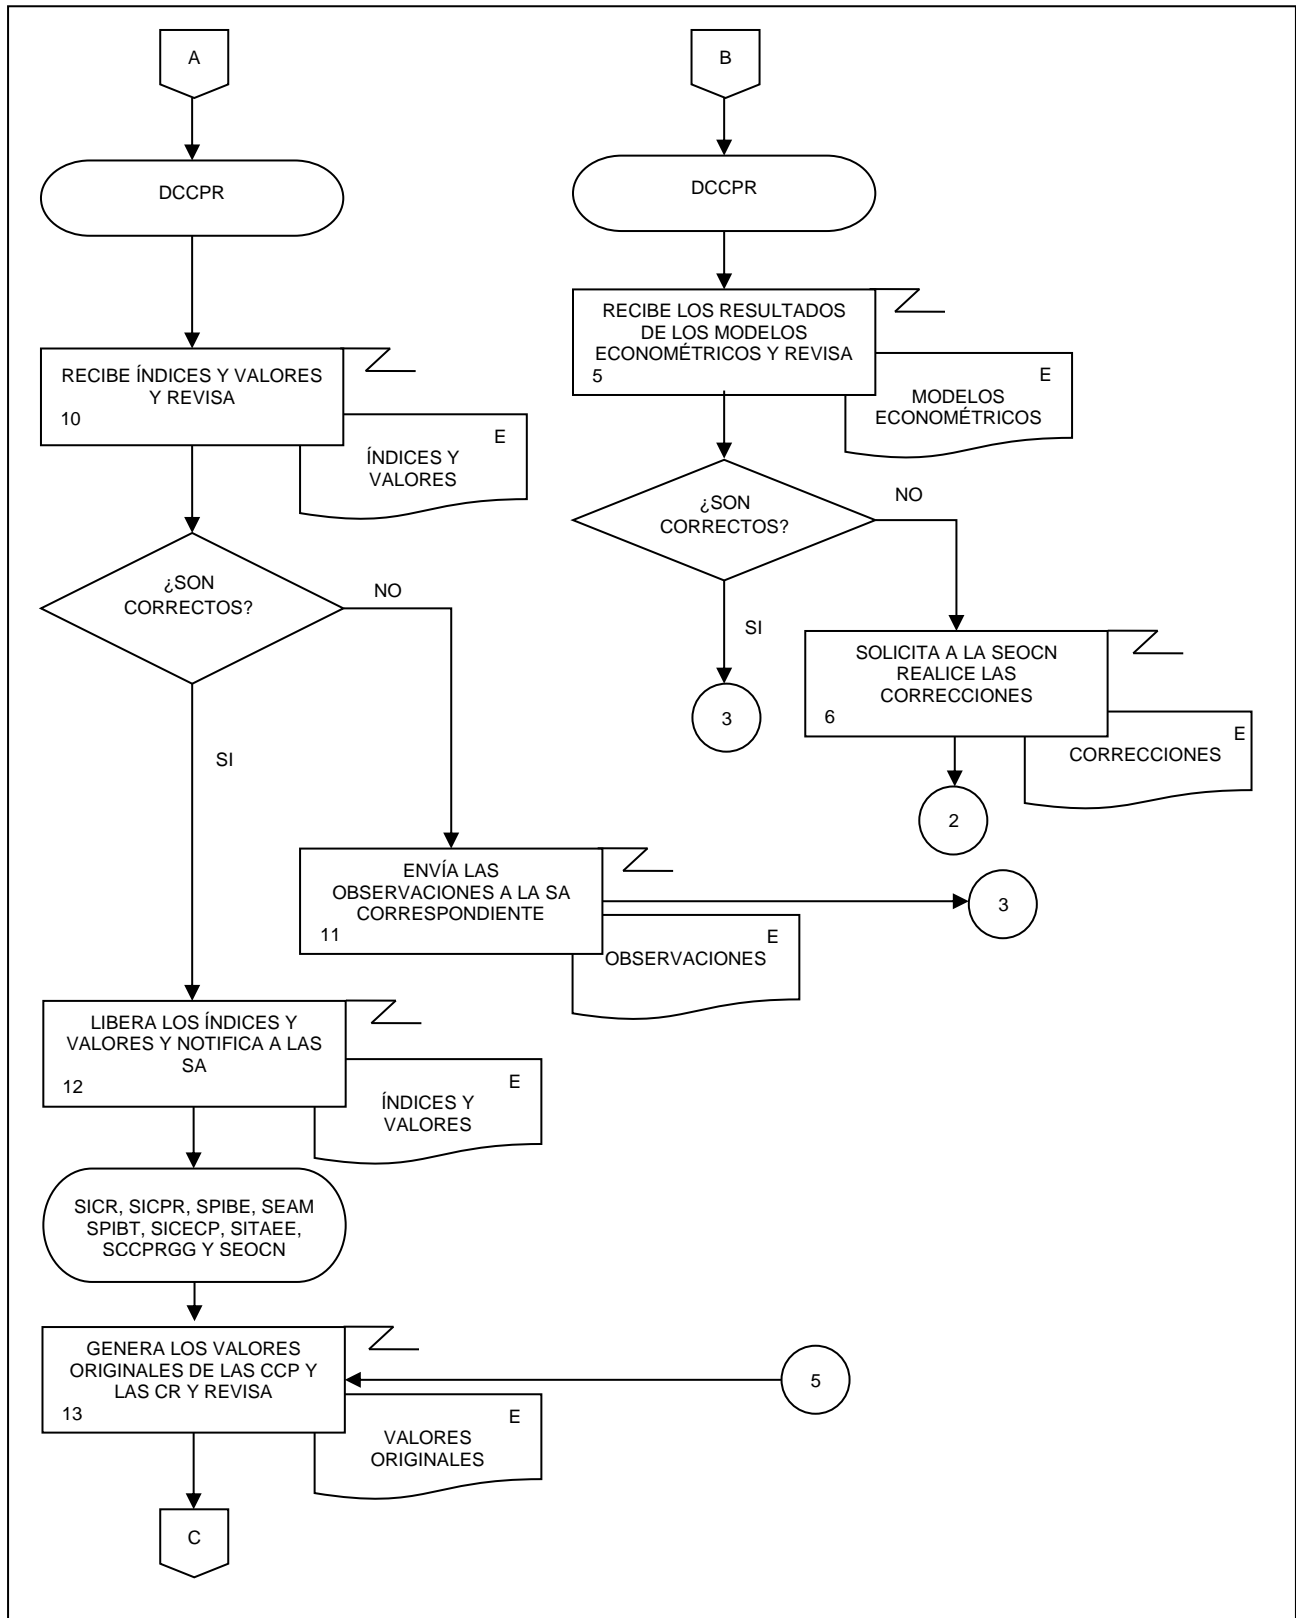 A
DCCPR
RECIBE ÍNDICES Y VALORES
Y REVISA
10
E
ÍNDICES Y
VALORES
¿SON
CORRECTOS?
NO
SI
ENVÍA LAS
OBSERVACIONES A LA SA
CORRESPONDIENTE
11
E
OBSERVACIONES
3
LIBERA LOS ÍNDICES Y
VALORES Y NOTIFICA A LAS
SA
12
E
ÍNDICES Y
VALORES
SICR, SICPR, SPIBE, SEAM
SPIBT, SICECP, SITAEE,
SCCPRGG Y SEOCN
GENERA LOS VALORES
ORIGINALES DE LAS CCP Y
LAS CR Y REVISA
13
E
VALORES
ORIGINALES
5
C
B
DCCPR
RECIBE LOS RESULTADOS
DE LOS MODELOS
ECONOMÉTRICOS Y REVISA
5
E
MODELOS
ECONOMÉTRICOS
¿SON
CORRECTOS?
NO
SI
3
SOLICITA A LA SEOCN
REALICE LAS
CORRECCIONES
6
E
CORRECCIONES
2